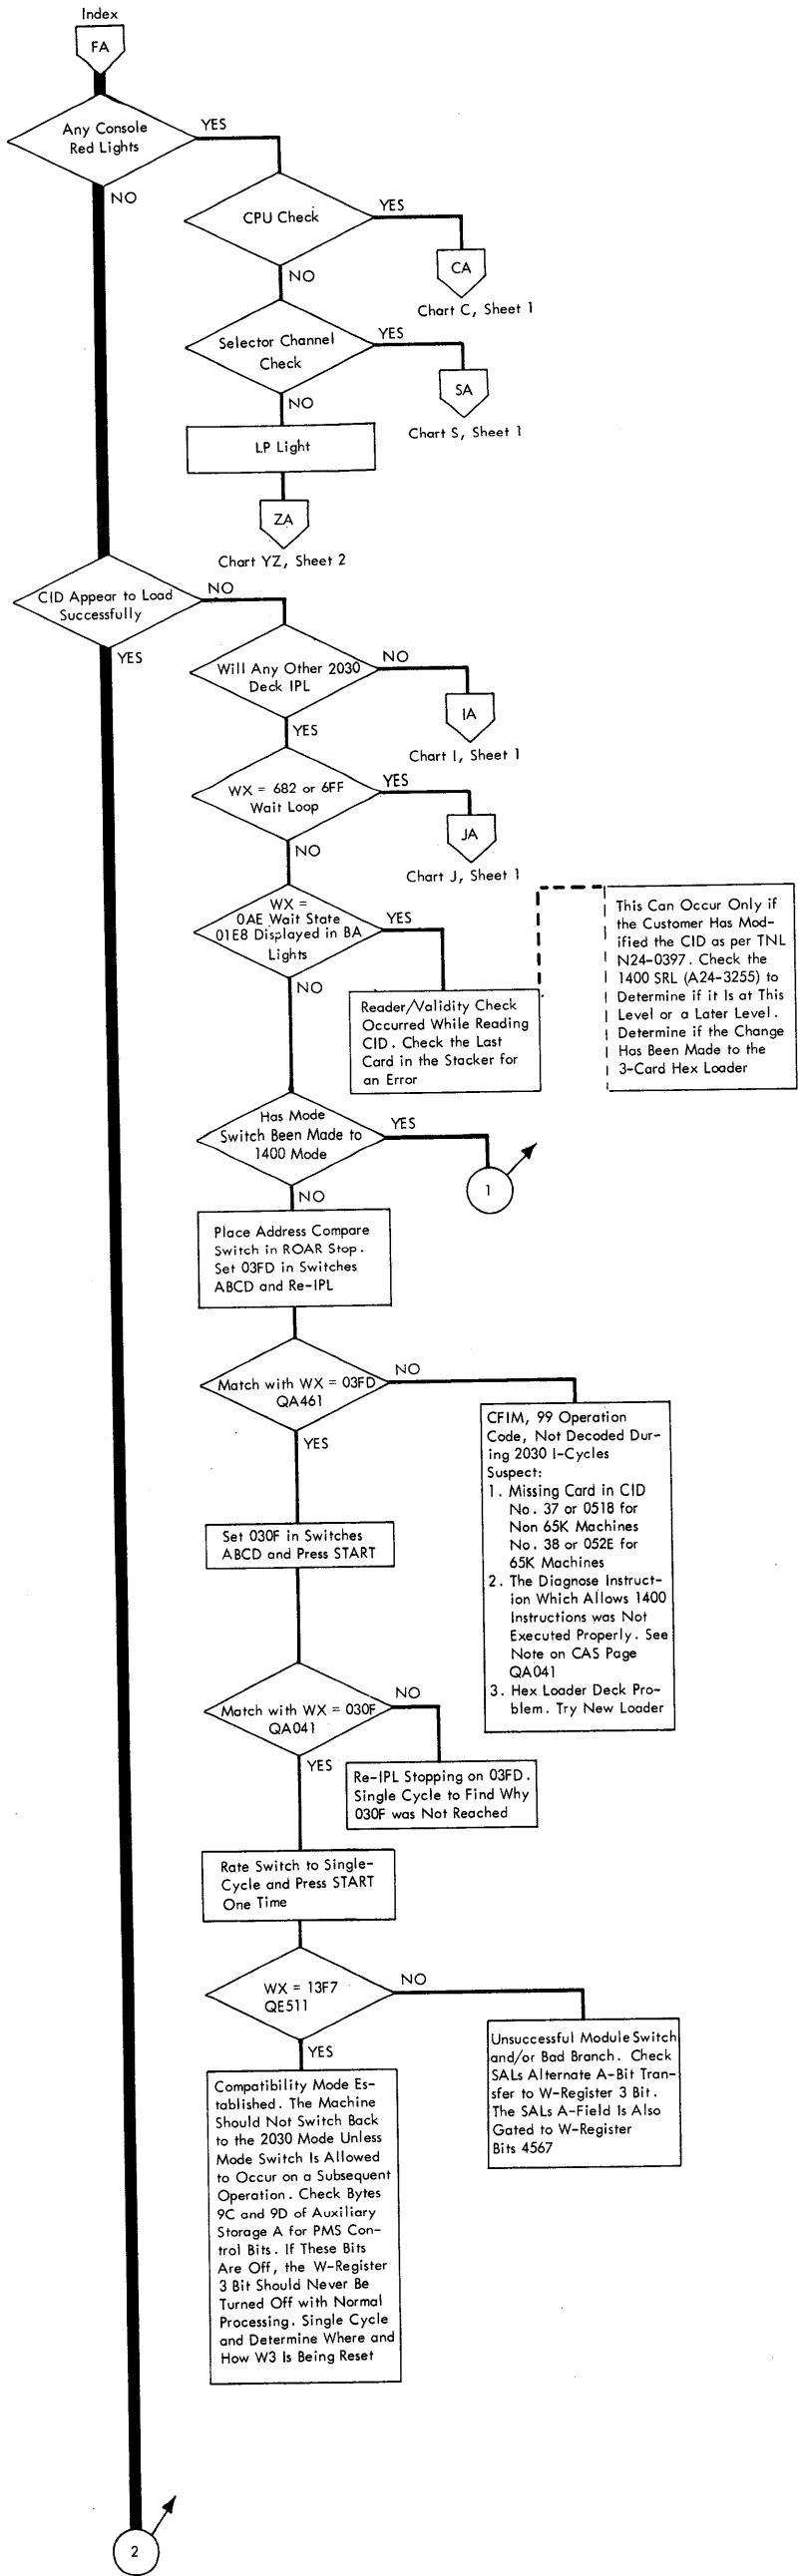 Index
FA
Any Console
Red Lights
YES
NO
CPU Check
YES
CA
Chart C, Sheet 1
NO
Selector Channel
Check
YES
SA
Chart S, Sheet 1
NO
LP Light
ZA
Chart YZ, Sheet 2
CID Appear to Load
Successfully
NO
YES
Will Any Other 2030
Deck IPL
NO
IA
Chart I, Sheet 1
YES
WX = 682 or 6FF
Wait Loop
YES
JA
Chart J, Sheet 1
NO
WX =
0AE Wait State
01E8 Displayed in BA
Lights
YES
NO
Reader/Validity Check
Occurred While Reading
CID. Check the Last
Card in the Stacker for
an Error
This Can Occur Only if
the Customer Has Mod-
ified the CID as per TNL
N24-0397. Check the
1400 SRL (A24-3255) to
Determine if it Is at This
Level or a Later Level.
Determine if the Change
Has Been Made to the
3-Card Hex Loader
Has Mode
Switch Been Made to
1400 Mode
YES
1
NO
Place Address Compare
Switch in ROAR Stop.
Set 03FD in Switches
ABCD and Re-IPL
Match with WX = 03FD
QA461
NO
YES
CFIM, 99 Operation
Code, Not Decoded Dur-
ing 2030 I-Cycles
Suspect:
1. Missing Card in CID
No. 37 or 0518 for
Non 65K Machines
No. 38 or 052E for
65K Machines
2. The Diagnose Instruct-
ion Which Allows 1400
Instructions was Not
Executed Properly. See
Note on CAS Page
QA041
3. Hex Loader Deck Pro-
blem. Try New Loader
Set 030F in Switches
ABCD and Press START
Match with WX = 030F
QA041
NO
YES
Re-IPL Stopping on 03FD.
Single Cycle to Find Why
030F was Not Reached
Rate Switch to Single-
Cycle and Press START
One Time
WX = 13F7
QE511
NO
YES
Unsuccessful Module Switch
and/or Bad Branch. Check
SALs Alternate A-Bit Tran-
sfer to W-Register 3 Bit.
The SALs A-Field Is Also
Gated to W-Register
Bits 4567
Compatibility Mode Es-
tablished. The Machine
Should Not Switch Back
to the 2030 Mode Unless
Mode Switch Is Allowed
to Occur on a Subsequent
Operation. Check Bytes
9C and 9D of Auxiliary
Storage A for PMS Con-
trol Bits. If These Bits
Are Off, the W-Register
3 Bit Should Never Be
Turned Off with Normal
Processing. Single Cycle
and Determine Where and
How W3 Is Being Reset
2